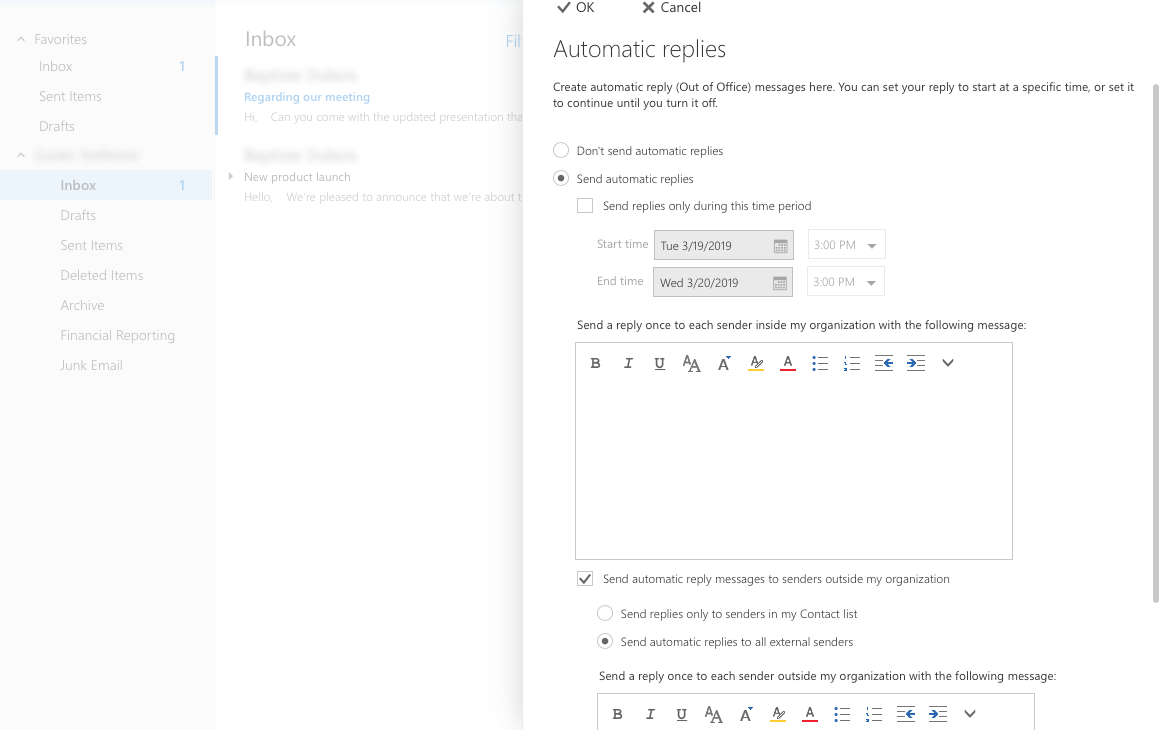 Favorites
Inbox 1
Sent Items
Drafts
Inbox 1
Drafts
Sent Items
Deleted Items
Archive
Financial Reporting
Junk Email
Inbox Fil
Regarding our meeting
Hi, Can you come with the updated presentation tha
New product launch
Hello, We're pleased to announce that we're about t
OK Cancel
Automatic replies
Create automatic reply (Out of Office) messages here. You can set your reply to start at a specific time, or set it
to continue until you turn it off.
Don't send automatic replies
Send automatic replies
Send replies only during this time period
Start time Tue 3/19/2019 3:00 PM
End time Wed 3/20/2019 3:00 PM
Send a reply once to each sender inside my organization with the following message:
B I U AA A A
Send automatic reply messages to senders outside my organization
Send replies only to senders in my Contact list
Send automatic replies to all external senders
Send a reply once to each sender outside my organization with the following message:
B I U AA A A